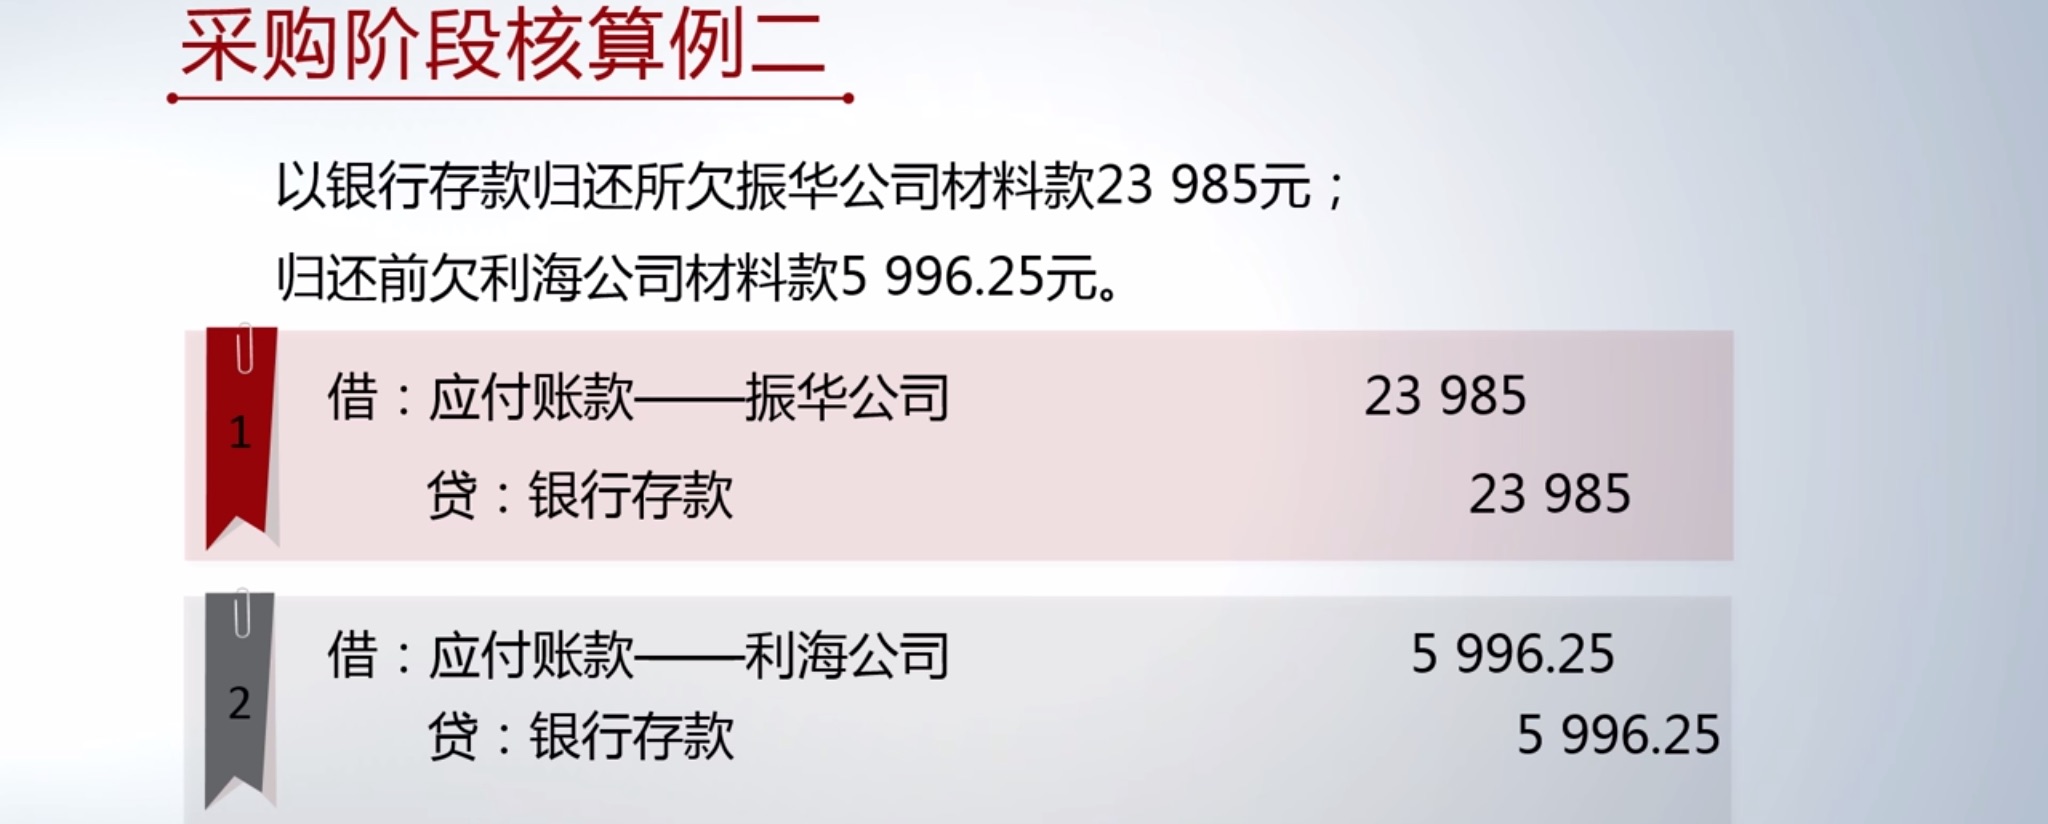 采购阶段核算例二
以银行存款归还所欠振华公司材料款23 985元；
归还前欠利海公司材料款5 996.25元。
1
借：应付账款——振华公司 23 985
贷：银行存款 23 985
2
借：应付账款——利海公司 5 996.25
贷：银行存款 5 996.25